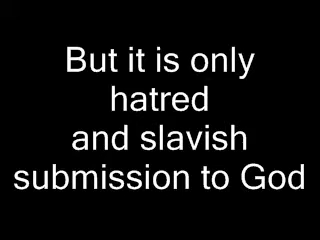 But it is only
hatred
and slavish
submission to God